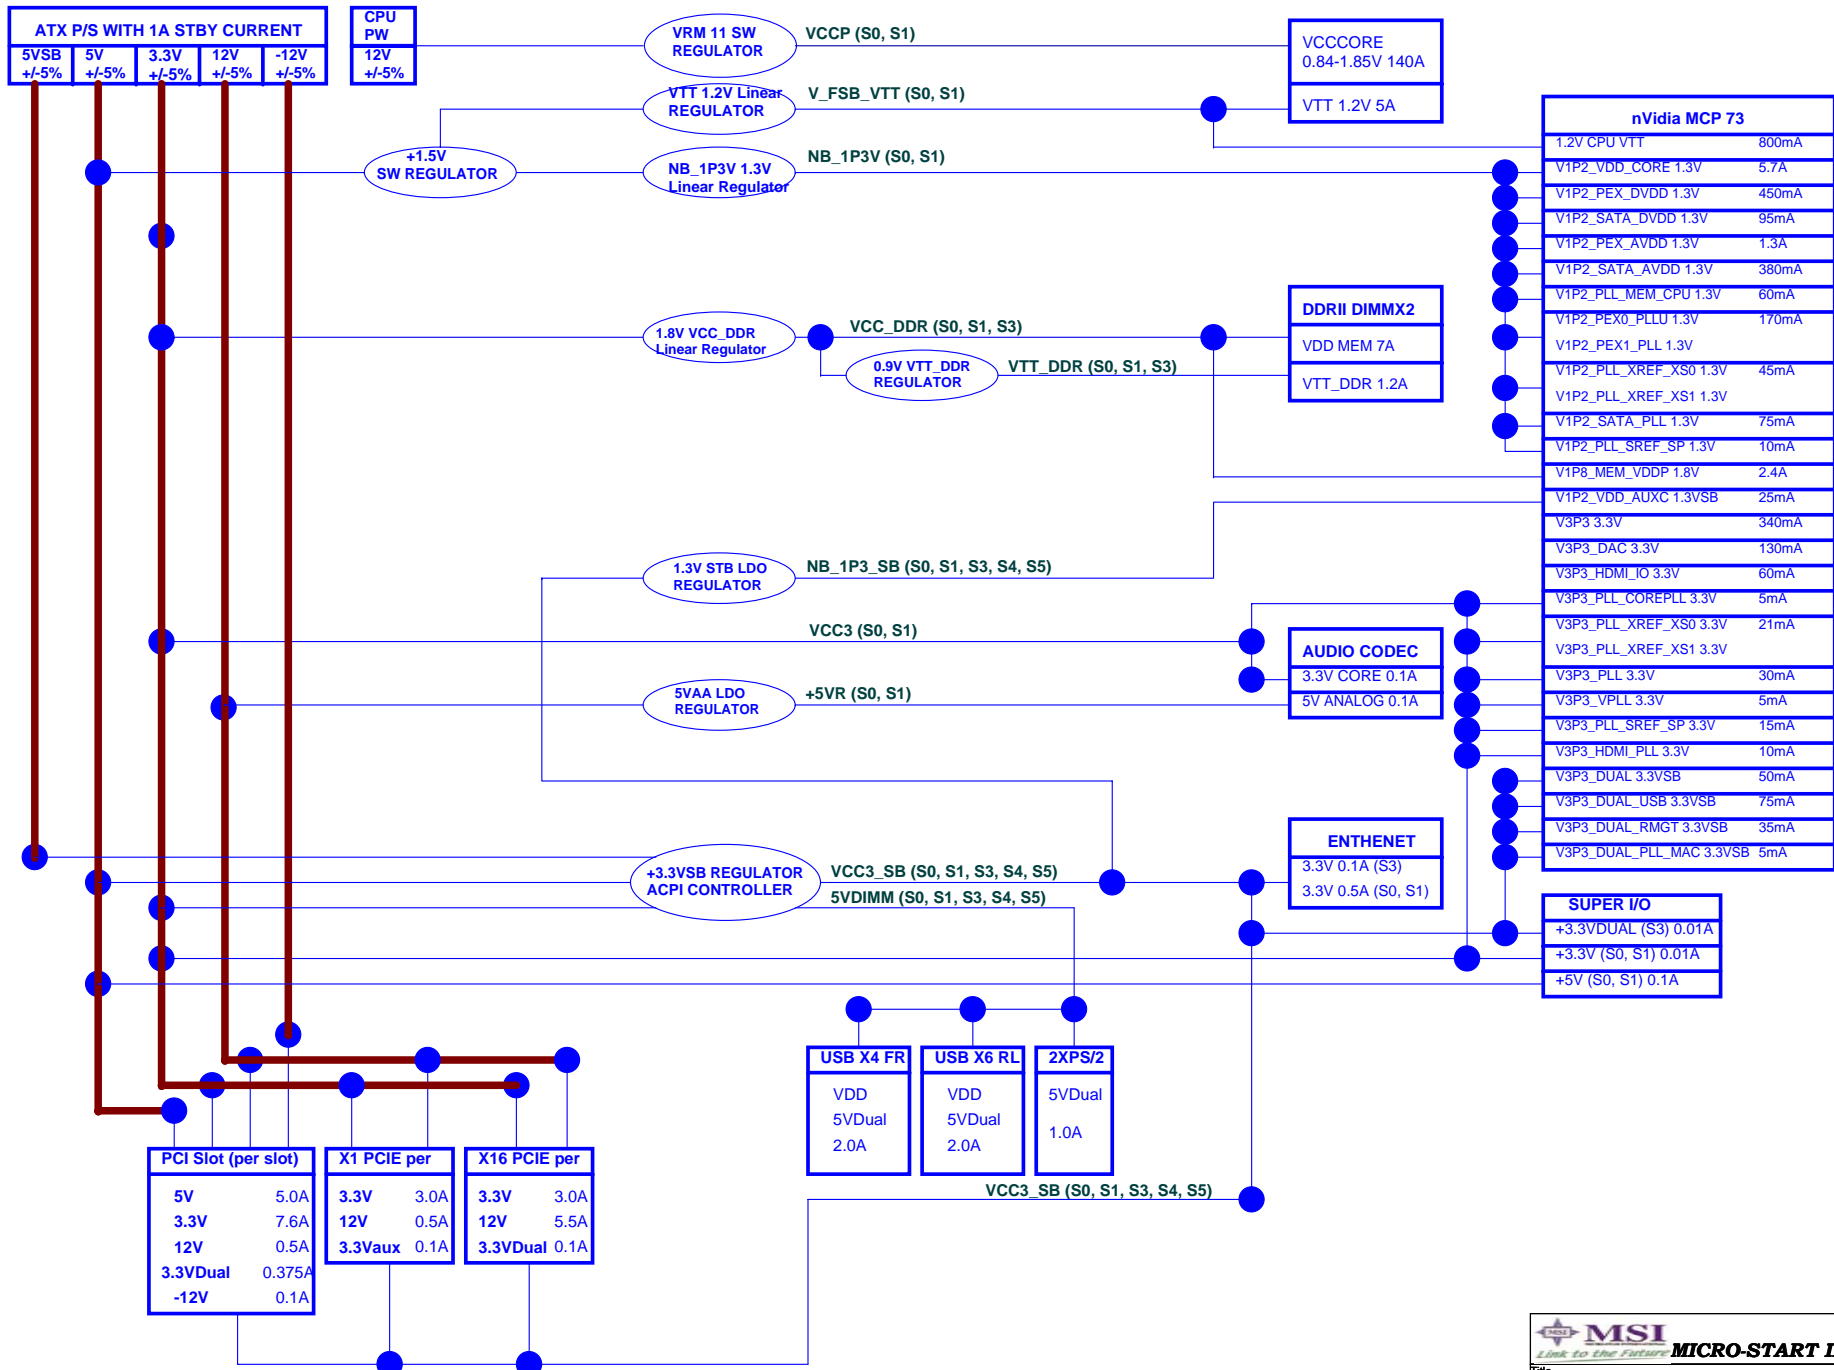 ATX P/S WITH 1A STBY CURRENT
5VSB
+/-5%
5V
+/-5%
3.3V
+/-5%
12V
+/-5%
-12V
+/-5%
CPU
PW
12V
+/-5%
VRM 11 SW
REGULATOR
VCCP (S0, S1)
VCCCORE
0.84-1.85V 140A
VTT 1.2V 5A
VTT 1.2V Linear
REGULATOR
V_FSB_VTT (S0, S1)
+1.5V
SW REGULATOR
NB_1P3V 1.3V
Linear Regulator
NB_1P3V (S0, S1)
nVidia MCP 73
1.2V CPU VTT 800mA
V1P2_VDD_CORE 1.3V 5.7A
V1P2_PEX_DVDD 1.3V 450mA
V1P2_SATA_DVDD 1.3V 95mA
V1P2_PEX_AVDD 1.3V 1.3A
V1P2_SATA_AVDD 1.3V 380mA
V1P2_PLL_MEM_CPU 1.3V 60mA
V1P2_PEX0_PLLU 1.3V 170mA
V1P2_PEX1_PLL 1.3V
V1P2_PLL_XREF_XS0 1.3V 45mA
V1P2_PLL_XREF_XS1 1.3V
V1P2_SATA_PLL 1.3V 75mA
V1P2_PLL_SREF_SP 1.3V 10mA
V1P8_MEM_VDDP 1.8V 2.4A
V1P2_VDD_AUXC 1.3VSB 25mA
V3P3 3.3V 340mA
V3P3_DAC 3.3V 130mA
V3P3_HDMI_IO 3.3V 60mA
V3P3_PLL_COREPLL 3.3V 5mA
V3P3_PLL_XREF_XS0 3.3V 21mA
V3P3_PLL_XREF_XS1 3.3V
V3P3_PLL 3.3V 30mA
V3P3_VPLL 3.3V 5mA
V3P3_PLL_SREF_SP 3.3V 15mA
V3P3_HDMI_PLL 3.3V 10mA
V3P3_DUAL 3.3VSB 50mA
V3P3_DUAL_USB 3.3VSB 75mA
V3P3_DUAL_RMGT 3.3VSB 35mA
V3P3_DUAL_PLL_MAC 3.3VSB 5mA
1.8V VCC_DDR
Linear Regulator
VCC_DDR (S0, S1, S3)
0.9V VTT_DDR
REGULATOR
VTT_DDR (S0, S1, S3)
DDRII DIMMX2
VDD MEM 7A
VTT_DDR 1.2A
1.3V STB LDO
REGULATOR
NB_1P3_SB (S0, S1, S3, S4, S5)
VCC3 (S0, S1)
5VAA LDO
REGULATOR
+5VR (S0, S1)
AUDIO CODEC
3.3V CORE 0.1A
5V ANALOG 0.1A
+3.3VSB REGULATOR
ACPI CONTROLLER
VCC3_SB (S0, S1, S3, S4, S5)
5VDIMM (S0, S1, S3, S4, S5)
ENTHENET
3.3V 0.1A (S3)
3.3V 0.5A (S0, S1)
SUPER I/O
+3.3VDUAL (S3) 0.01A
+3.3V (S0, S1) 0.01A
+5V (S0, S1) 0.1A
USB X4 FR
VDD
5VDual
2.0A
USB X6 RL
VDD
5VDual
2.0A
2XPS/2
5VDual
1.0A
PCI Slot (per slot)
5V 5.0A
3.3V 7.6A
12V 0.5A
3.3VDual 0.375A
-12V 0.1A
X1 PCIE per
3.3V 3.0A
12V 0.5A
3.3Vaux 0.1A
X16 PCIE per
3.3V 3.0A
12V 5.5A
3.3VDual 0.1A
VCC3_SB (S0, S1, S3, S4, S5)
MSI
Link to the Future
MICRO-START